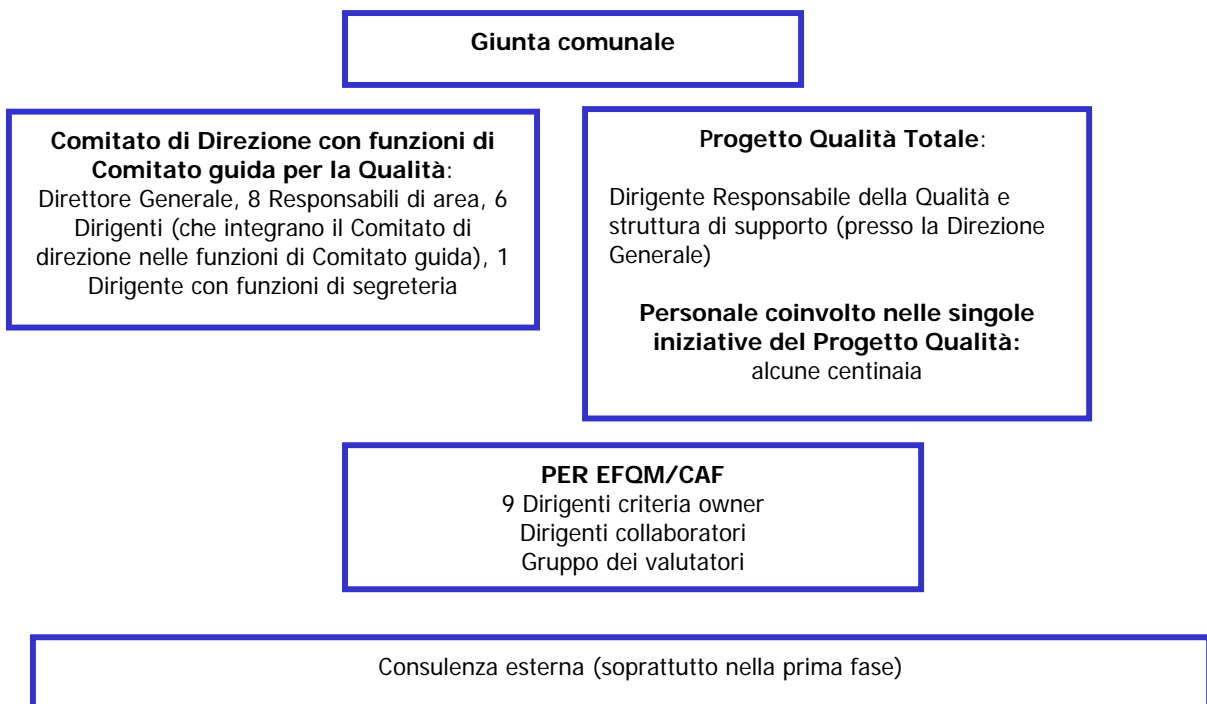 Giunta comunale
Comitato di Direzione con funzioni di
Comitato guida per la Qualità:
Direttore Generale, 8 Responsabili di area, 6
Dirigenti (che integrano il Comitato di
direzione nelle funzioni di Comitato guida), 1
Dirigente con funzioni di segreteria
Progetto Qualità Totale:
Dirigente Responsabile della Qualità e
struttura di supporto (presso la Direzione
Generale)
Personale coinvolto nelle singole
iniziative del Progetto Qualità:
alcune centinaia
PER EFQM/CAF
9 Dirigenti criteria owner
Dirigenti collaboratori
Gruppo dei valutatori
Consulenza esterna (soprattutto nella prima fase)